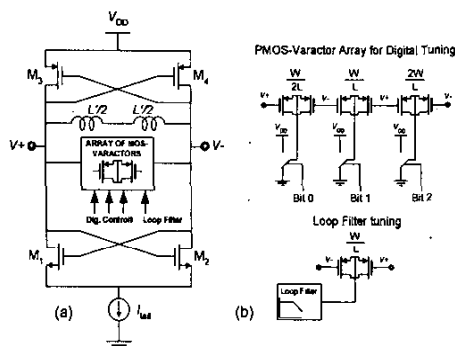 V_DD
M_3
M_4
L/2 L/2
V+
V-
ARRAY OF MOS-
VARACTORS
Dig. Controll
Loop Filter
M_1
M_2
(a)
I_tail
PMOS-Varactor Array for Digital Tuning
W/2L W/L 2W/L
V+ V- V- V+ V+ V-
V_DD V_DD V_DD
Bit 0 Bit 1 Bit 2
Loop Filter tuning
W/L
V- V+
Loop Filter
(b)